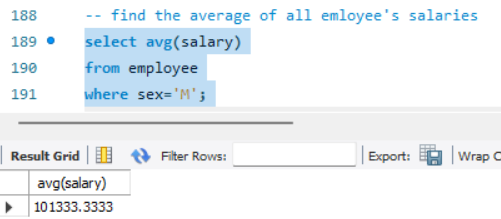 188 -- find the average of all emloyee's salaries
189 select avg(salary)
190 from employee
191 where sex='M';
Result Grid Filter Rows: Export: Wrap C
avg(salary)
101333.3333